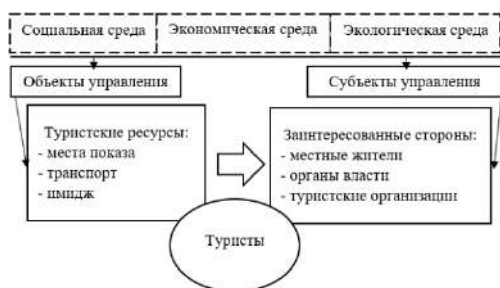 Социальная среда
Экономическая среда
Экологическая среда
Объекты управления
Субъекты управления
Туристские ресурсы:
- места показа
- транспорт
- имидж
Заинтересованные стороны:
- местные жители
- органы власти
- туристские организации
Туристы